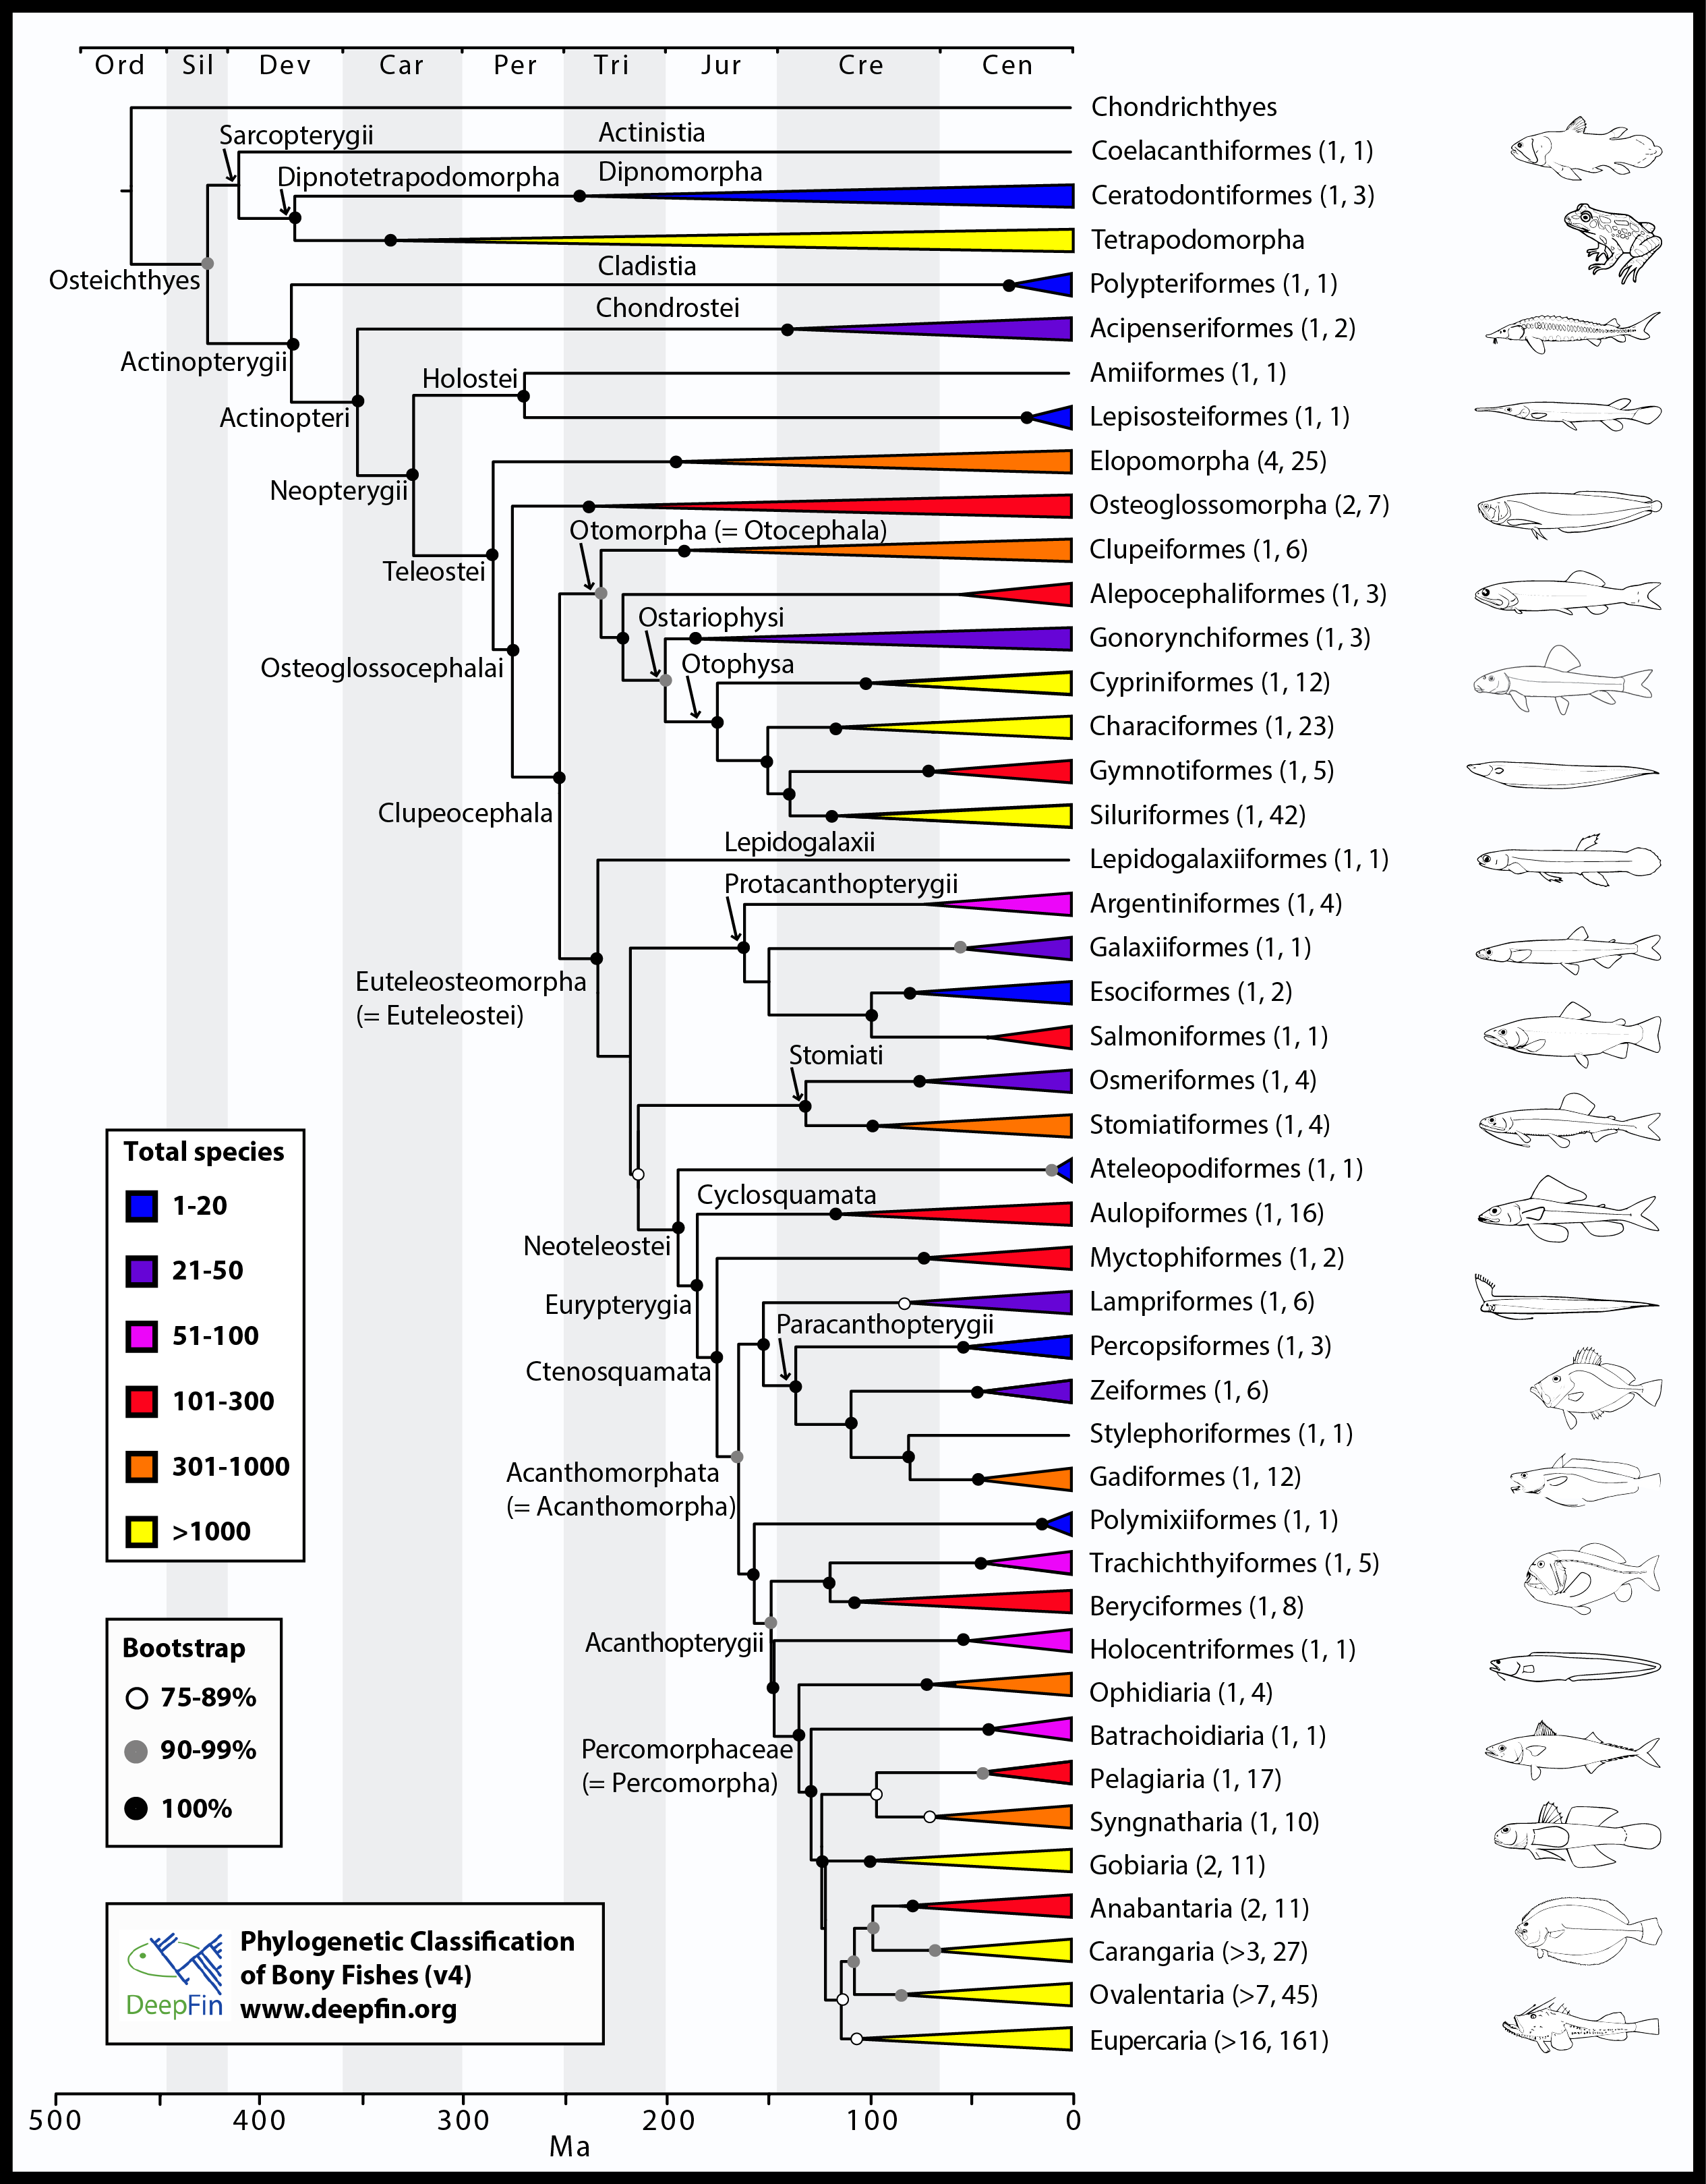 Ord Sil Dev Car Per Tri Jur Cre Cen
Chondrichthyes
Sarcopterygii
Actinistia
Coelacanthiformes (1, 1)
Dipnotetrapodomorpha
Dipnomorpha
Ceratodontiformes (1, 3)
Tetrapodomorpha
Osteichthyes
Cladistia
Polypteriformes (1, 1)
Chondrostei
Acipenseriformes (1, 2)
Actinopterygii
Amiiformes (1, 1)
Holostei
Actinopteri
Lepisosteiformes (1, 1)
Elopomorpha (4, 25)
Neopterygii
Osteoglossomorpha (2, 7)
Otomorpha (= Otocephala)
Clupeiformes (1, 6)
Teleostei
Alepocephaliformes (1, 3)
Ostariophysi
Gonorynchiformes (1, 3)
Otophysa
Osteoglossocephalai
Cypriniformes (1, 12)
Characiformes (1, 23)
Gymnotiformes (1, 5)
Clupeocephala
Siluriformes (1, 42)
Lepidogalaxii
Lepidogalaxiiformes (1, 1)
Protacanthopterygii
Argentiniformes (1, 4)
Galaxiiformes (1, 1)
Euteleosteomorpha
(= Euteleostei)
Esociformes (1, 2)
Salmoniformes (1, 1)
Stomiati
Osmeriformes (1, 4)
Stomiatiformes (1, 4)
Ateleopodiformes (1, 1)
Cyclosquamata
Aulopiformes (1, 16)
Neoteleostei
Myctophiformes (1, 2)
Eurypterygia
Lampriformes (1, 6)
Paracanthopterygii
Percopsiformes (1, 3)
Ctenosquamata
Zeiformes (1, 6)
Stylephoriformes (1, 1)
Acanthomorphata
(= Acanthomorpha)
Gadiformes (1, 12)
Polymixiiformes (1, 1)
Trachichthyiformes (1, 5)
Beryciformes (1, 8)
Acanthopterygii
Holocentriformes (1, 1)
Ophidiaria (1, 4)
Batrachoidiaria (1, 1)
Percomorphaceae
(= Percomorpha)
Pelagiaria (1, 17)
Syngnatharia (1, 10)
Gobiaria (2, 11)
Anabantaria (2, 11)
Carangaria (>3, 27)
Ovalentaria (>7, 45)
Eupercaria (>16, 161)
Total species
1-20
21-50
51-100
101-300
301-1000
>1000
Bootstrap
75-89%
90-99%
100%
DeepFin
Phylogenetic Classification
of Bony Fishes (v4)
www.deepfin.org
500 400 300 200 100 0
Ma